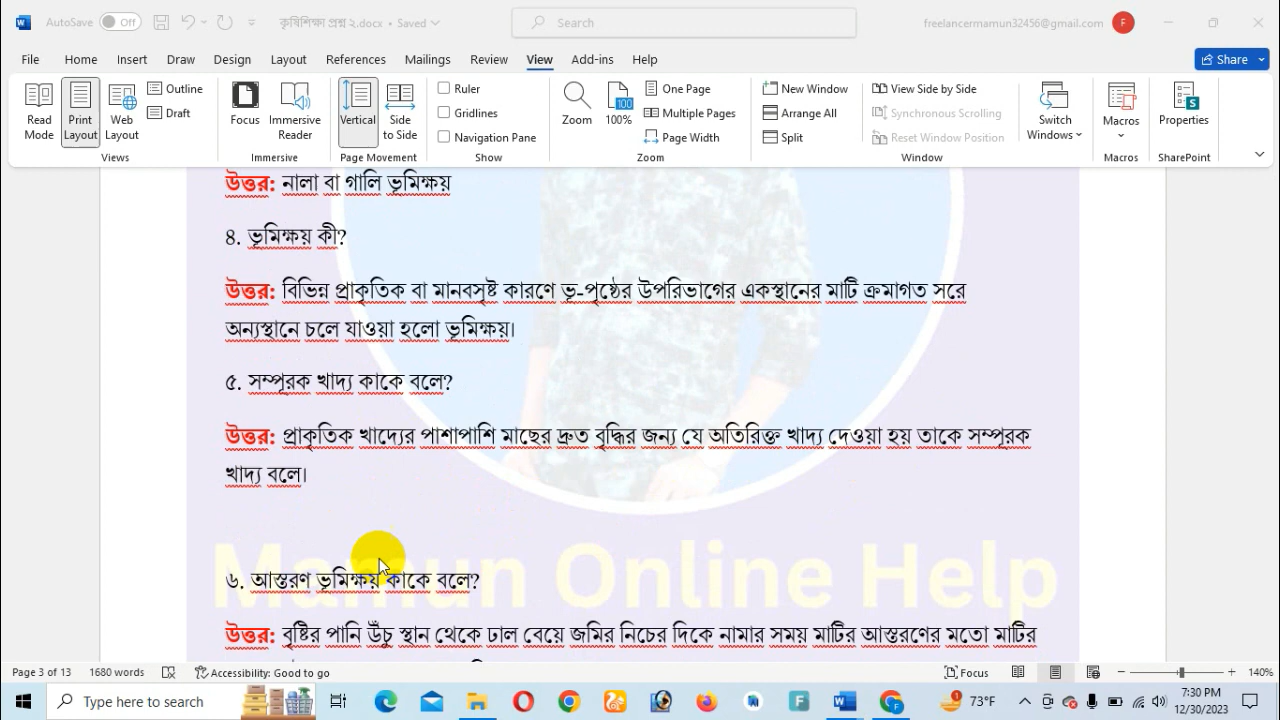 AutoSave Off কৃষিশিক্ষা প্রশ্ন ২.docx • Saved Search freelancermamun32456@gmail.com F
File Home Insert Draw Design Layout References Mailings Review View Add-ins Help Share
Read Mode Print Layout Web Layout Outline Draft Views
Focus Immersive Reader Immersive
Vertical Side to Side Page Movement
Ruler Gridlines Navigation Pane Show
Zoom 100% One Page Multiple Pages Page Width Zoom
New Window Arrange All Split View Side by Side Synchronous Scrolling Reset Window Position Switch Windows Window
Macros Macros
Properties SharePoint
উত্তর: নালা বা গালি ভূমিক্ষয়
৪. ভূমিক্ষয় কী?
উত্তর: বিভিন্ন প্রাকৃতিক বা মানবসৃষ্ট কারণে ভূ-পৃষ্ঠের উপরিভাগের একস্থানের মাটি ক্রমাগত সরে
অন্যস্থানে চলে যাওয়া হলো ভূমিক্ষয়।
৫. সম্পূরক খাদ্য কাকে বলে?
উত্তর: প্রাকৃতিক খাদ্যের পাশাপাশি মাছের দ্রুত বৃদ্ধির জন্য যে অতিরিক্ত খাদ্য দেওয়া হয় তাকে সম্পূরক
খাদ্য বলে।
Mamun Online Help
৬. আস্তরণ ভূমিক্ষয় কাকে বলে?
উত্তর: বৃষ্টির পানি উঁচু স্থান থেকে ঢাল বেয়ে জমির নিচের দিকে নামার সময় মাটির আস্তরণের মতো মাটির
Page 3 of 13 1680 words Accessibility: Good to go Focus 140%
Type here to search 73°F 7:30 PM
12/30/2023